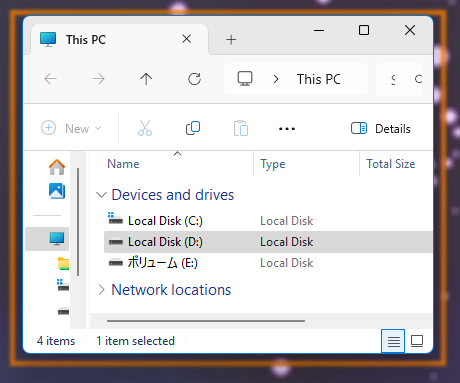 This PC
This PC
New
Details
Name Type Total Size
Devices and drives
Local Disk (C:) Local Disk
Local Disk (D:) Local Disk
ボリューム (E:) Local Disk
Network locations
4 items 1 item selected